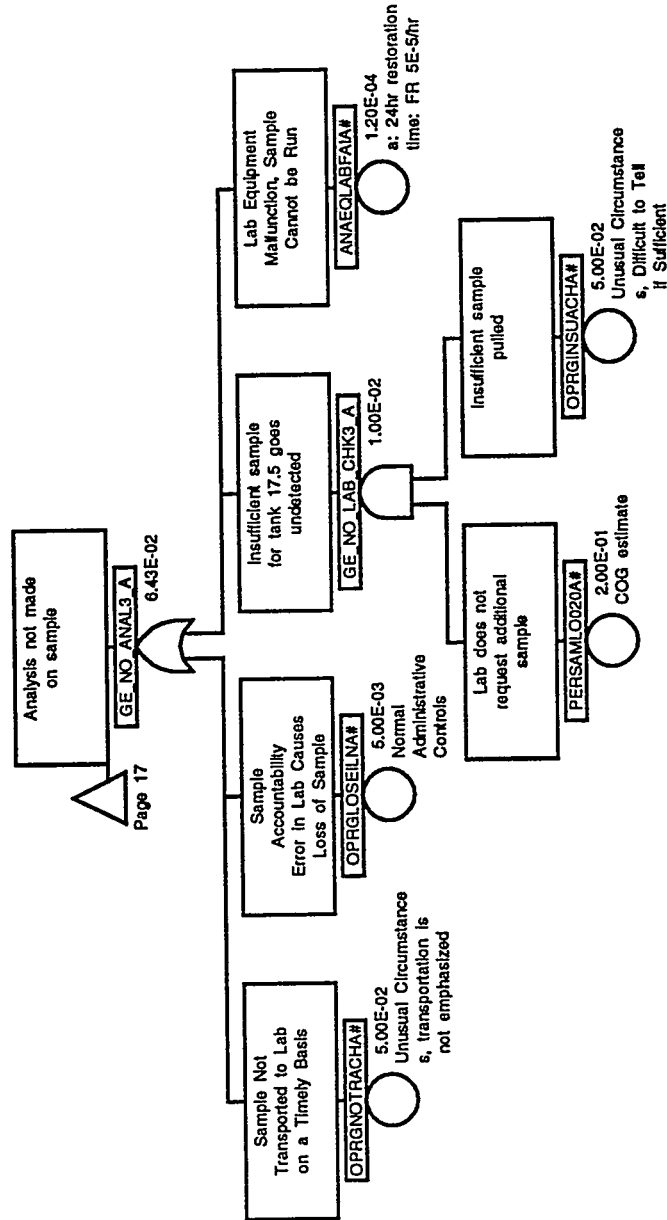 Analysis not made
on sample
GE_NO_ANAL3_A
6.43E-02
Page 17
Sample Not
Transported to Lab
on a Timely Basis
OPRGNOTRACHA#
5.00E-02
Unusual Circumstance
s, transportation is
not emphasized
Sample
Accountability
Error in Lab Causes
Loss of Sample
OPRGLOSEILNA#
5.00E-03
Normal
Administrative
Controls
Insufficient sample
for tank 17.5 goes
undetected
GE_NO_LAB_CHK3_A
1.00E-02
Lab Equipment
Malfunction, Sample
Cannot be Run
ANAEQLABFAIA#
1.20E-04
a: 24hr restoration
time: FR 5E-5/hr
Lab does not
request additional
sample
PERSAMLO020A#
2.00E-01
COG estimate
Insufficient sample
pulled
OPRGINSUACHA#
5.00E-02
Unusual Circumstance
s, Difficult to Tell
if Sufficient